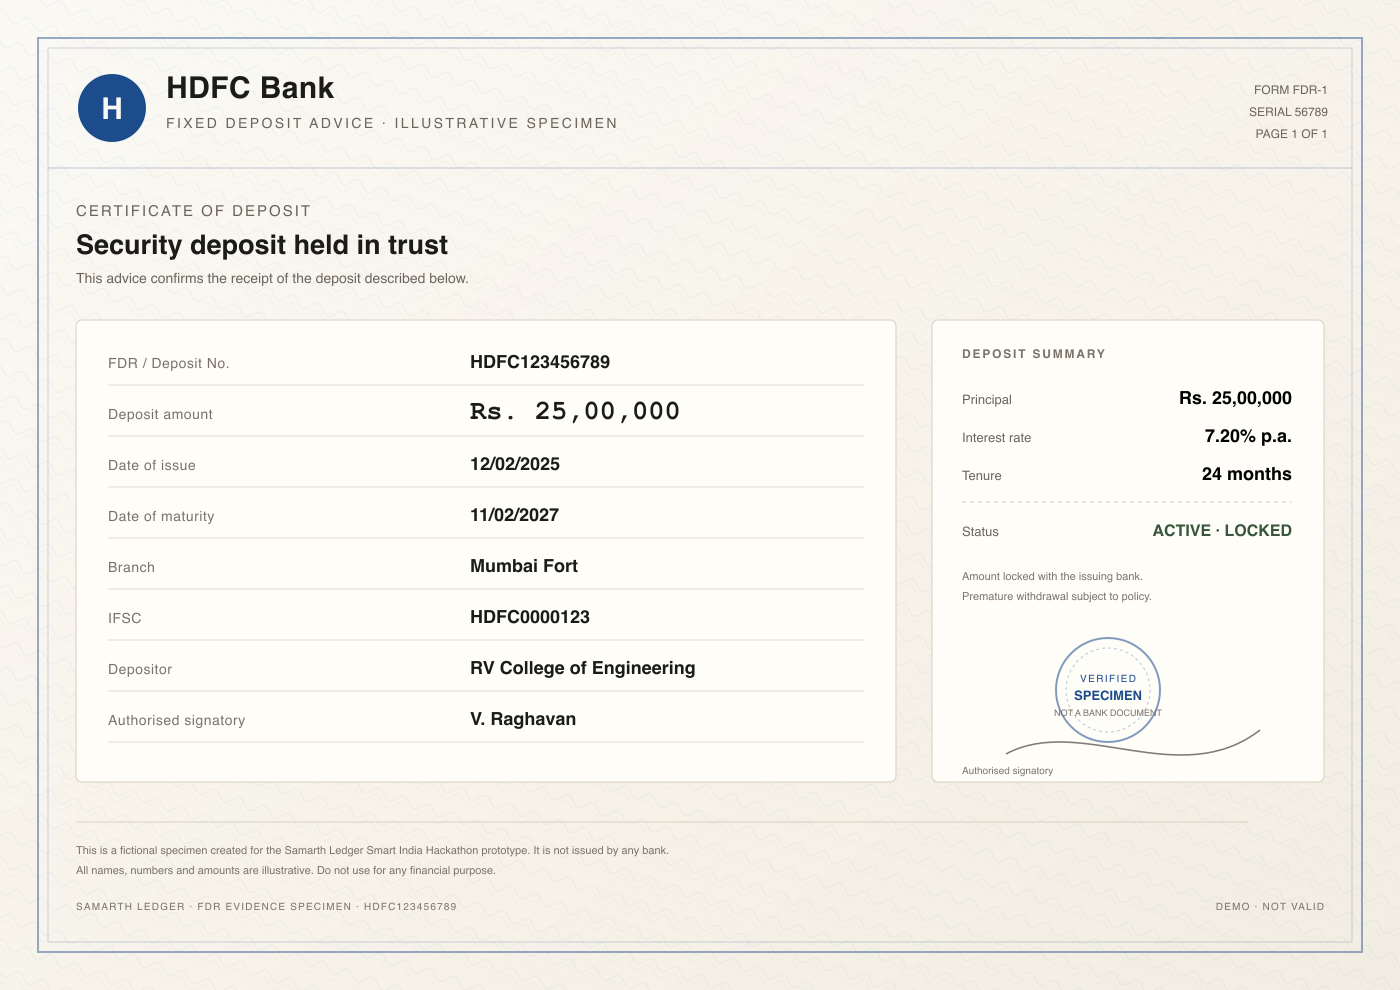 H
HDFC Bank
FIXED DEPOSIT ADVICE · ILLUSTRATIVE SPECIMEN
FORM FDR-1
SERIAL 56789
PAGE 1 OF 1
CERTIFICATE OF DEPOSIT
Security deposit held in trust
This advice confirms the receipt of the deposit described below.
FDR / Deposit No. HDFC123456789
Deposit amount Rs. 25,00,000
Date of issue 12/02/2025
Date of maturity 11/02/2027
Branch Mumbai Fort
IFSC HDFC0000123
Depositor RV College of Engineering
Authorised signatory V. Raghavan
DEPOSIT SUMMARY
Principal Rs. 25,00,000
Interest rate 7.20% p.a.
Tenure 24 months
Status ACTIVE · LOCKED
Amount locked with the issuing bank.
Premature withdrawal subject to policy.
VERIFIED
SPECIMEN
NOT A BANK DOCUMENT
Authorised signatory
This is a fictional specimen created for the Samarth Ledger Smart India Hackathon prototype. It is not issued by any bank.
All names, numbers and amounts are illustrative. Do not use for any financial purpose.
SAMARTH LEDGER · FDR EVIDENCE SPECIMEN · HDFC123456789
DEMO · NOT VALID